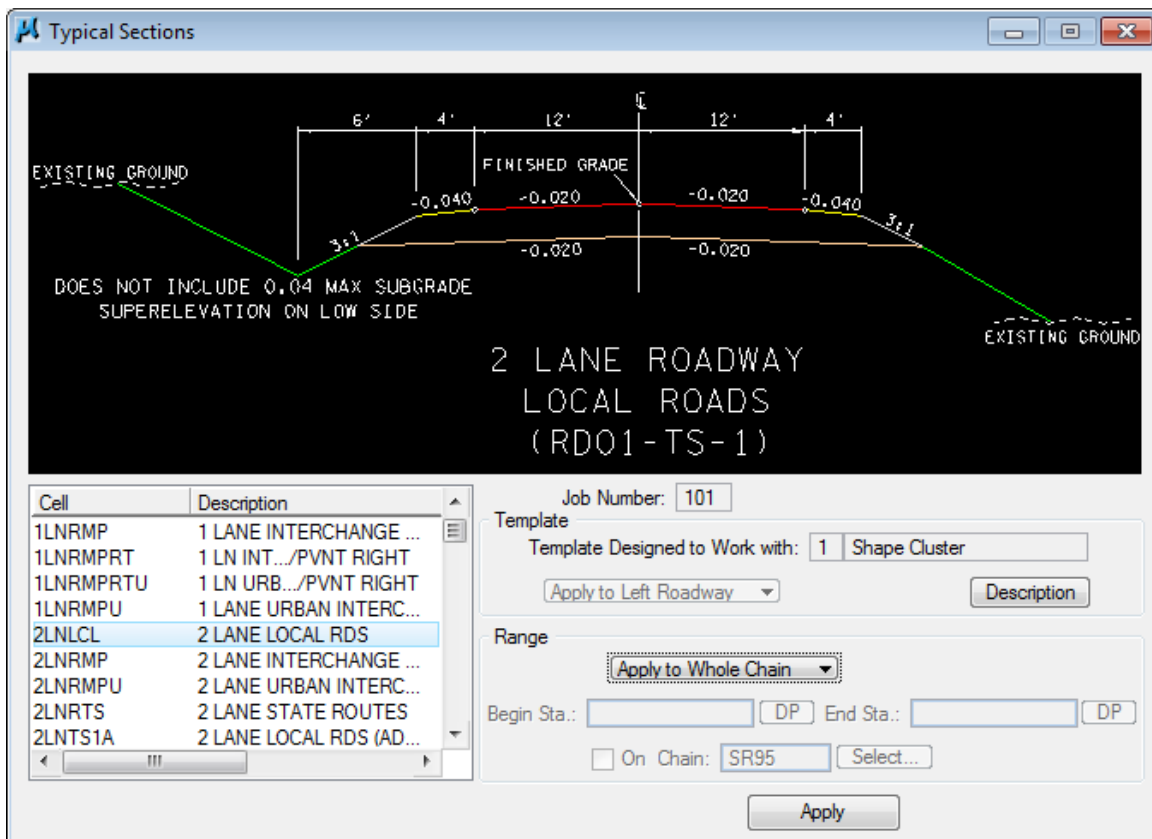 Typical Sections
℄
6' 4' 12' 12' 4'
EXISTING GROUND
FINISHED GRADE
-0.040 -0.020 -0.020 -0.040
3:1 3:1
-0.020 -0.020
DOES NOT INCLUDE 0.04 MAX SUBGRADE
SUPERELEVATION ON LOW SIDE
EXISTING GROUND
2 LANE ROADWAY
LOCAL ROADS
(RD01-TS-1)
Cell Description
1LNRMP 1 LANE INTERCHANGE ...
1LNRMPRT 1 LN INT.../PVNT RIGHT
1LNRMPRTU 1 LN URB.../PVNT RIGHT
1LNRMPU 1 LANE URBAN INTERC...
2LNLCL 2 LANE LOCAL RDS
2LNRMP 2 LANE INTERCHANGE ...
2LNRMPU 2 LANE URBAN INTERC...
2LNRTS 2 LANE STATE ROUTES
2LNTS1A 2 LANE LOCAL RDS (AD...
Job Number: 101
Template
Template Designed to Work with: 1 Shape Cluster
Apply to Left Roadway Description
Range
Apply to Whole Chain
Begin Sta.: DP End Sta.: DP
On Chain: SR95 Select...
Apply